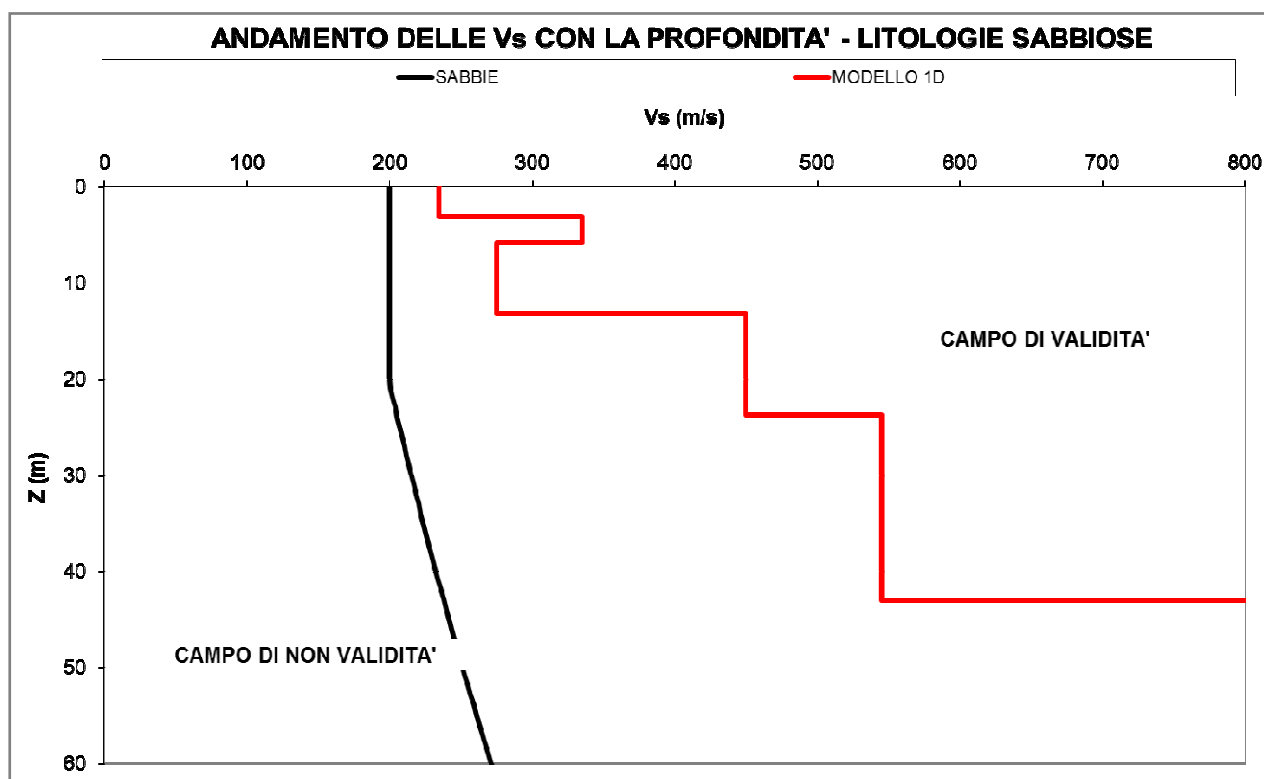 ANDAMENTO DELLE Vs CON LA PROFONDITA' - LITOLOGIE SABBIOSE
SABBIE MODELLO 1D
Vs (m/s)
0 100 200 300 400 500 600 700 800
0
10
CAMPO DI VALIDITA'
20
30
Z (m)
40
CAMPO DI NON VALIDITA'
50
60